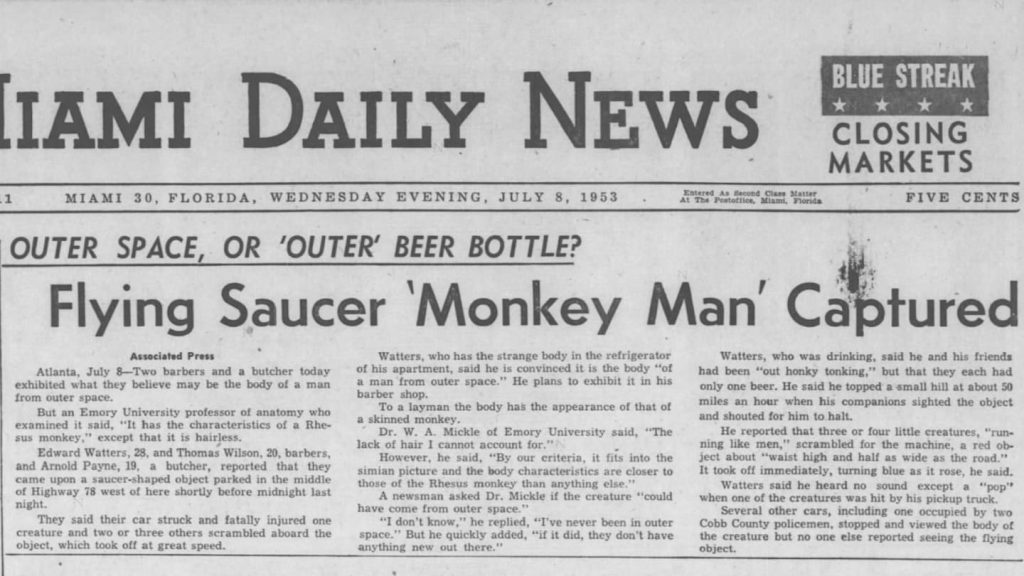 MIAMI DAILY NEWS
BLUE STREAK
CLOSING
MARKETS
11 MIAMI 30, FLORIDA, WEDNESDAY EVENING, JULY 8, 1953
Entered As Second Class Matter
At The Postoffice, Miami, Florida
FIVE CENTS
OUTER SPACE, OR 'OUTER' BEER BOTTLE?
Flying Saucer 'Monkey Man' Captured
Associated Press
Atlanta, July 8—Two barbers and a butcher today
exhibited what they believe may be the body of a man
from outer space.
But an Emory University professor of anatomy who
examined it said, "It has the characteristics of a Rhe-
sus monkey," except that it is hairless.
Edward Watters, 28, and Thomas Wilson, 20, barbers,
and Arnold Payne, 19, a butcher, reported that they
came upon a saucer-shaped object parked in the middle
of Highway 78 west of here shortly before midnight last
night.
They said their car struck and fatally injured one
creature and two or three others scrambled aboard the
object, which took off at great speed.
Watters, who has the strange body in the refrigerator
of his apartment, said he is convinced it is the body "of
a man from outer space." He plans to exhibit it in his
barber shop.
To a layman the body has the appearance of that of
a skinned monkey.
Dr. W. A. Mickle of Emory University said, "The
lack of hair I cannot account for."
However, he said, "By our criteria, it fits into the
simian picture and the body characteristics are closer to
those of the Rhesus monkey than anything else."
A newsman asked Dr. Mickle if the creature "could
have come from outer space."
"I don't know," he replied, "I've never been in outer
space." But he quickly added, "if it did, they don't have
anything new out there."
Watters, who was drinking, said he and his friends
had been "out honky tonking," but that they each had
only one beer. He said he topped a small hill at about 50
miles an hour when his companions sighted the object
and shouted for him to halt.
He reported that three or four little creatures, "run-
ning like men," scrambled for the machine, a red ob-
ject about "waist high and half as wide as the road."
It took off immediately, turning blue as it rose, he said.
Watters said he heard no sound except a "pop"
when one of the creatures was hit by his pickup truck.
Several other cars, including one occupied by two
Cobb County policemen, stopped and viewed the body of
the creature but no one else reported seeing the flying
object.